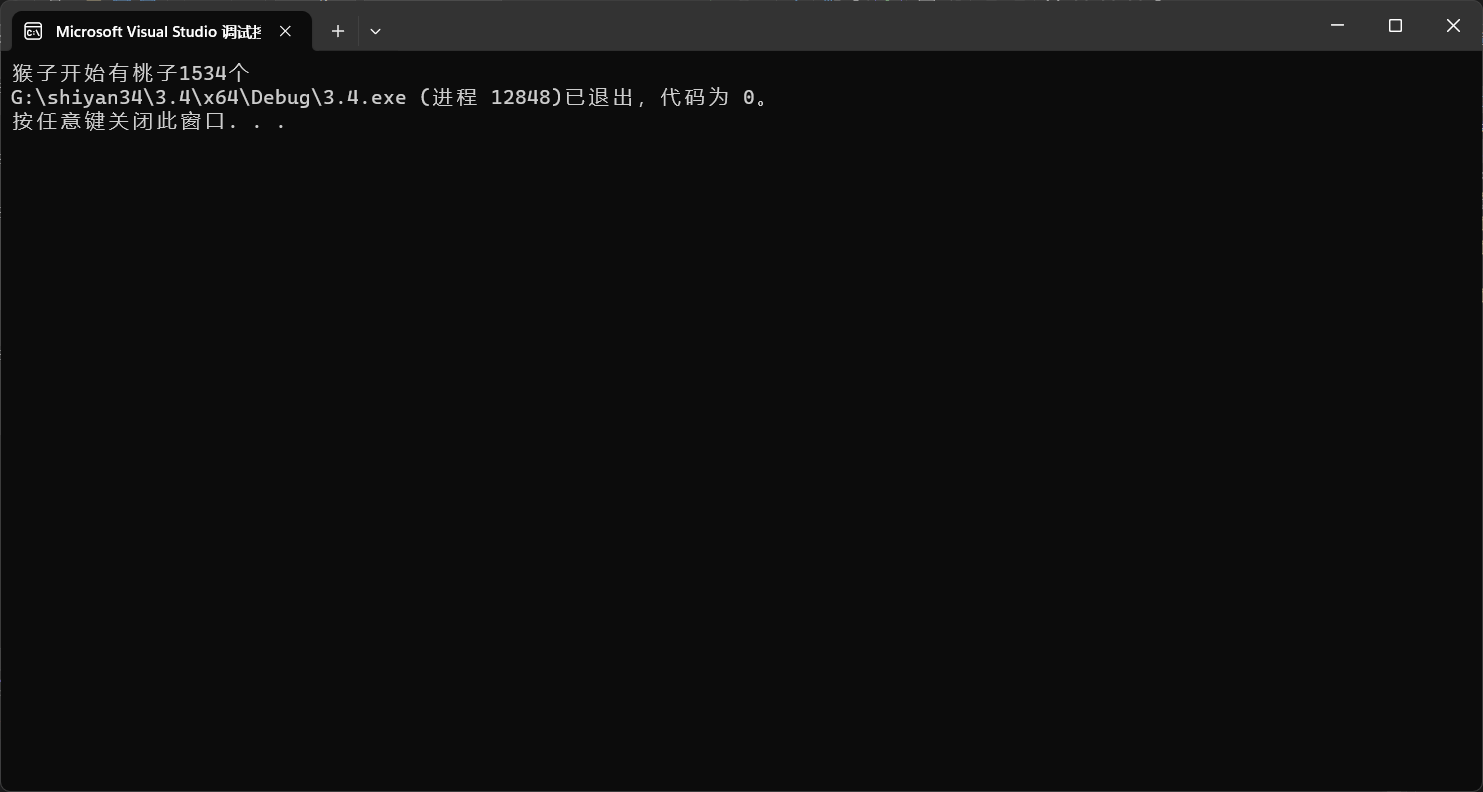 Microsoft Visual Studio 调试
猴子开始有桃子1534个
G:\shiyan34\3.4\x64\Debug\3.4.exe (进程 12848)已退出，代码为 0。
按任意键关闭此窗口. . .